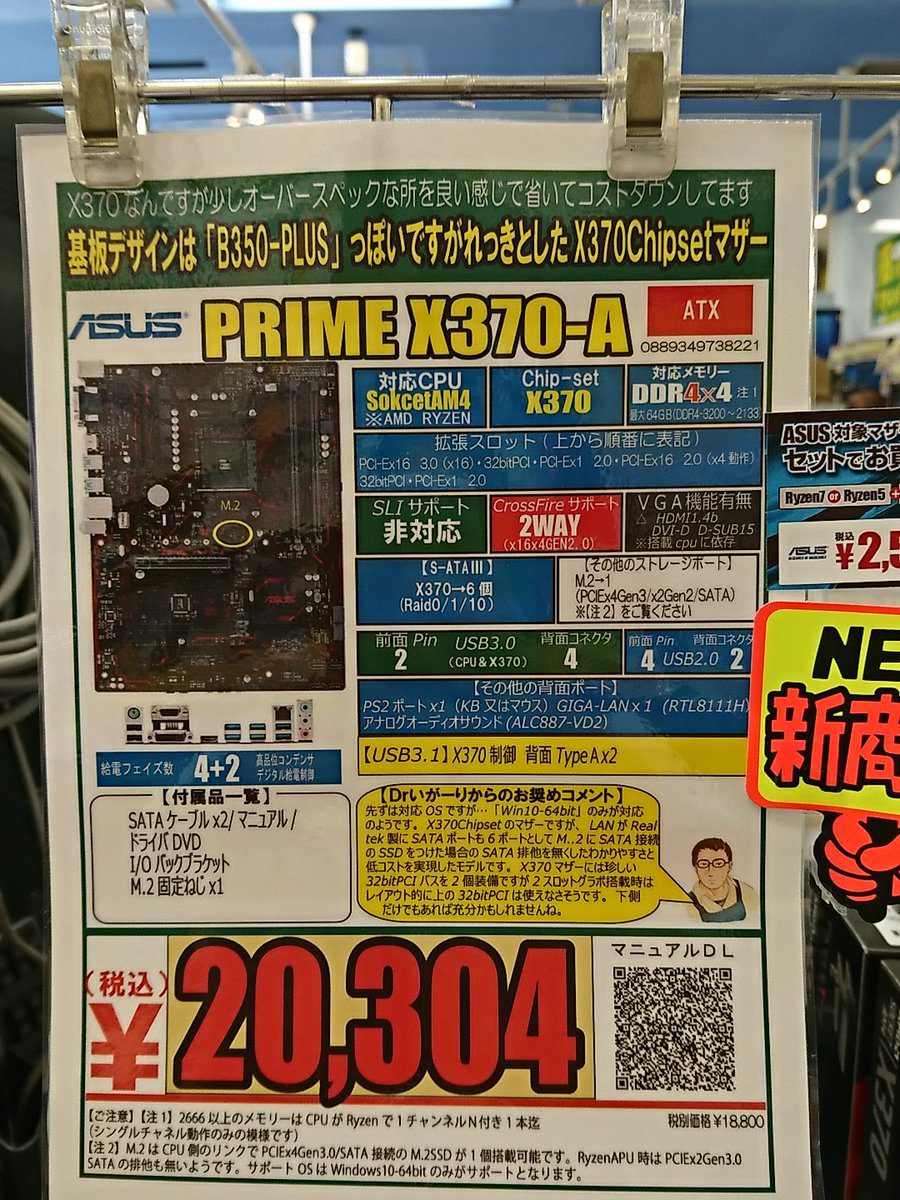 X370なんですが少しオーバースペックな所を良い感じで省いてコストダウンしてます
基板デザインは「B350-PLUS」っぽいですがれっきとしたX370Chipsetマザー
ASUS PRIME X370-A
ATX
0889349738221
対応CPU
SokcetAM4
※AMD RYZEN
Chip-set
X370
対応メモリー
DDR4×4 注1
最大64GB(DDR4-3200～2133)
拡張スロット(上から順番に表記)
PCI-Ex16 3.0 (x16)・32bitPCI・PCI-Ex1 2.0・PCI-Ex16 2.0 (x4動作)
32bitPCI・PCI-Ex1 2.0
M.2
SLI サポート
非対応
CrossFire サポート
2WAY
(x16x4GEN2.0)
VGA機能有無
△ HDMI1.4b
DVI-D D-SUB15
※搭載cpuに依存
【S-ATAⅢ】
X370→6個
(Raid0/1/10)
【その他のストレージポート】
M.2→1
(PCIEx4Gen3/x2Gen2/SATA)
※【注2】をご覧ください
前面Pin 2
USB3.0
(CPU&X370)
背面コネクタ 4
前面Pin 4
USB2.0
背面コネクタ 2
【その他の背面ポート】
PS2ポートx1 (KB又はマウス) GIGA-LANx1 (RTL8111H)
アナログオーディオサウンド(ALC887-VD2)
【USB3.1】X370制御 背面TypeAx2
給電フェイズ数 4+2 高品位コンデンサ
デジタル給電制御
【付属品一覧】
SATAケーブルx2/マニュアル/
ドライバDVD
I/Oバックブラケット
M.2固定ねじx1
【Drいがーりからのお奨めコメント】
先ずは対応OSですが…「Win10-64bit」のみが対応
のようです。X370Chipsetのマザーですが、LANがReal
tek製にSATAポートも6ポートとしてM..2にSATA接続
のSSDをつけた場合のSATA排他を無くしたわかりやすさと
低コストを実現したモデルです。X370マザーには珍しい
32bitPCIバスを2個装備ですが2スロットグラボ搭載時は
レイアウト的に上の32bitPCIは使えなさそうです。下側
だけでもあれば充分かもしれませんね。
(税込)
¥20,304
マニュアルDL
税別価格¥18,800
【ご注意】【注1】2666以上のメモリーはCPUがRyzenで1チャンネルN付き1本迄
(シングルチャネル動作のみの模様です)
【注2】M.2はCPU側のリンクでPCIEx4Gen3.0/SATA接続のM.2SSDが1個搭載可能です。RyzenAPU時はPCIEx2Gen3.0
SATAの排他も無いようです。サポートOSはWindows10-64bitのみがサポートとなります。
ASUS対象マザ
セットでお買
Ryzen7 or Ryzen5 +
ASUS
税込
¥2,5
NE
新商